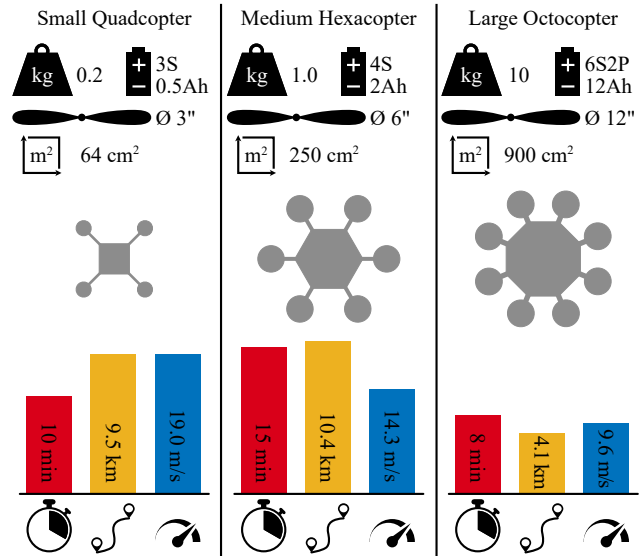 Small Quadcopter
kg
0.2
3S
0.5Ah
Ø 3"
m²
64 cm²
10 min
9.5 km
19.0 m/s
Medium Hexacopter
kg
1.0
4S
2Ah
Ø 6"
m²
250 cm²
15 min
10.4 km
14.3 m/s
Large Octocopter
kg
10
6S2P
12Ah
Ø 12"
m²
900 cm²
8 min
4.1 km
9.6 m/s